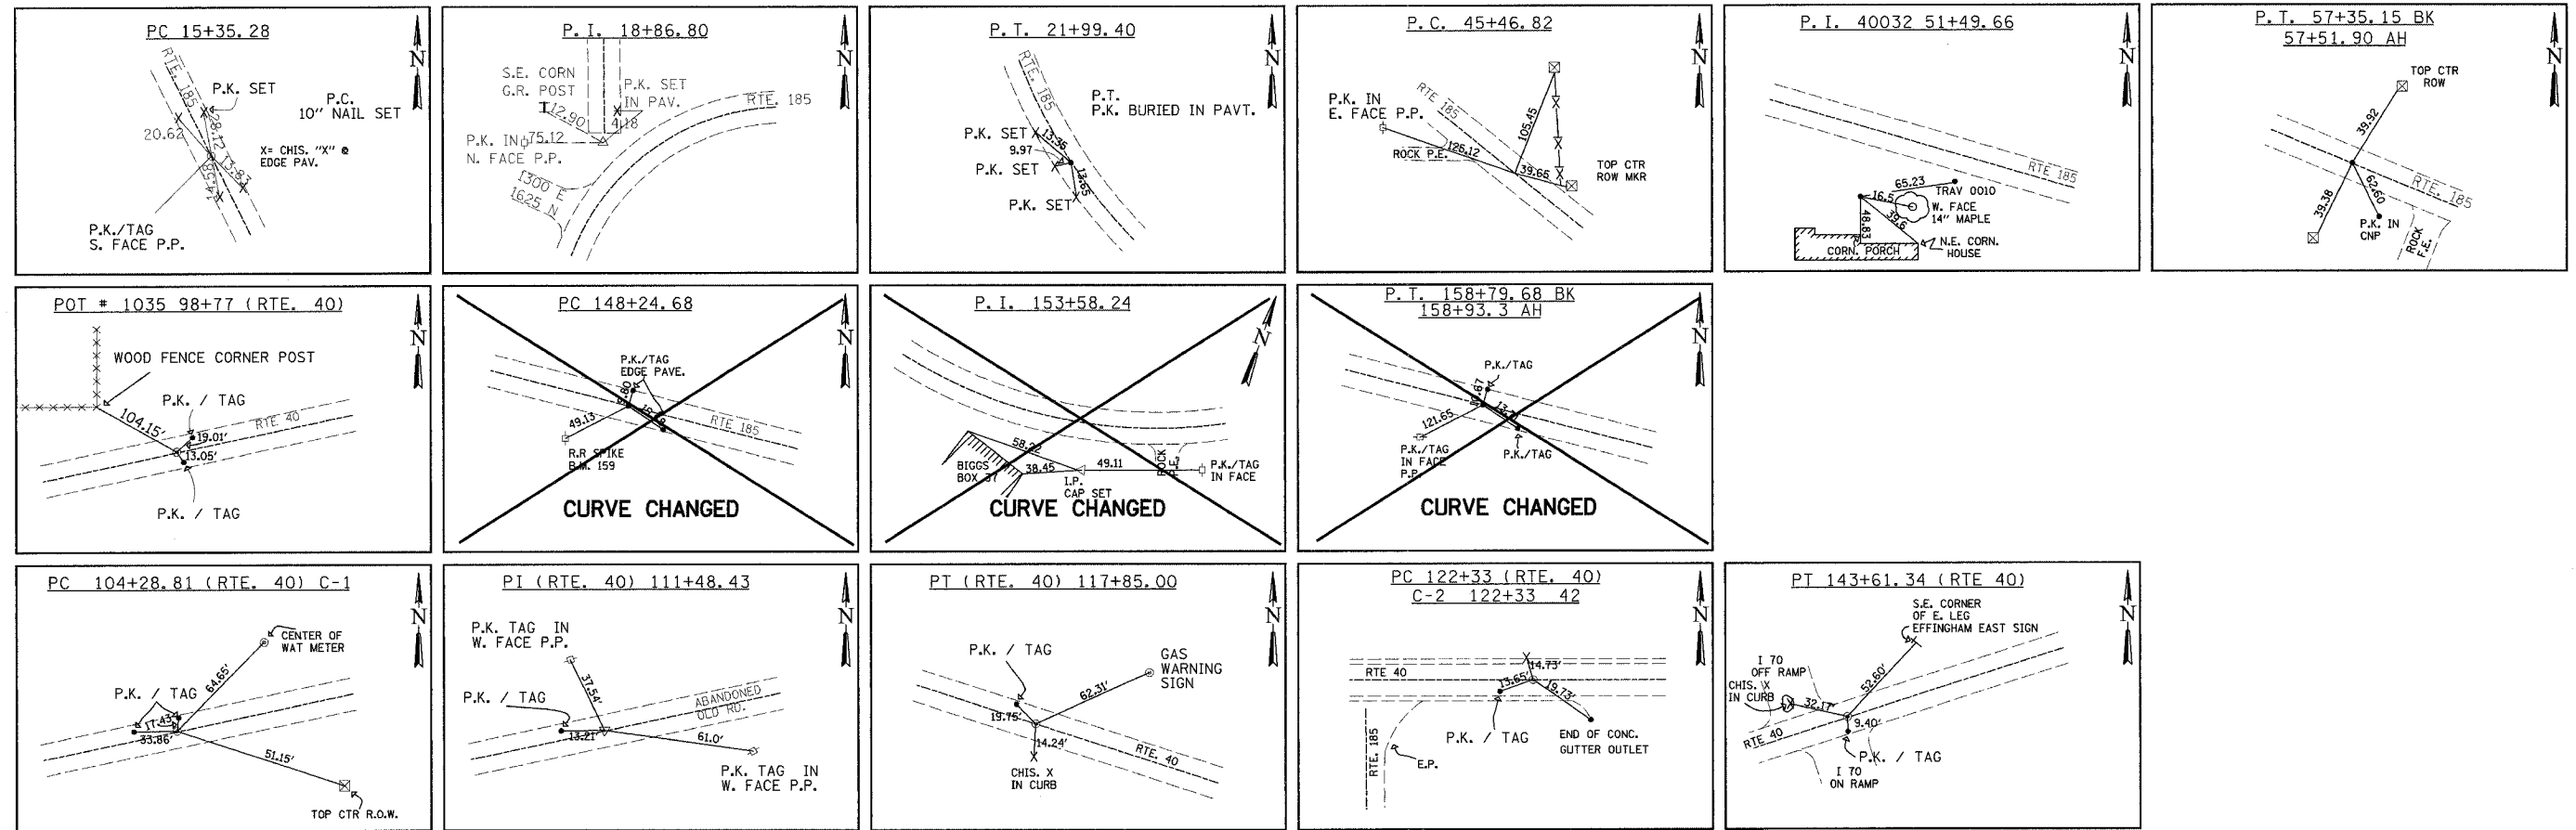 PC 15+35.28
N
RTE. 185
P.K. SET
P.C.
10" NAIL SET
20.62
28.12
X= CHIS. "X" @
EDGE PAV.
13.83
14.58
P.K./TAG
S. FACE P.P.
P.I. 18+86.80
N
S.E. CORN
G.R. POST
P.K. SET
IN PAV.
RTE. 185
12.90
4.18
P.K. IN
N. FACE P.P.
75.12
1300 E
1625 N
P.T. 21+99.40
N
RTE. 185
P.T.
P.K. BURIED IN PAVT.
P.K. SET
13.35
9.97
P.K. SET
13.65
P.K. SET
P.C. 45+46.82
N
P.K. IN
E. FACE P.P.
RTE 185
105.45
ROCK P.E.
126.12
39.65
TOP CTR
ROW MKR
P.I. 40032 51+49.66
N
RTE 185
65.23
TRAV 0010
16.5
W. FACE
14" MAPLE
48.83
39.6
N.E. CORN.
HOUSE
CORN. PORCH
P.T. 57+35.15 BK
57+51.90 AH
N
TOP CTR
ROW
39.92
RTE. 185
62.60
39.38
P.K. IN
CNP
ROCK
POT # 1035 98+77 (RTE. 40)
N
WOOD FENCE CORNER POST
P.K. / TAG
104.15'
RTE 40
19.01'
13.05'
P.K. / TAG
PC 148+24.68
N
P.K./TAG
EDGE PAVE.
49.13
RTE 185
R.R SPIKE
B.M. 159
CURVE CHANGED
P.I. 153+58.24
N
58.22
BIGGS
BOX 37
38.45
49.11
ROCK
P.E.
P.K./TAG
IN FACE
I.P.
CAP SET
CURVE CHANGED
P.T. 158+79.68 BK
158+93.3 AH
N
P.K./TAG
121.65
P.K./TAG
IN FACE
P.P.
P.K./TAG
CURVE CHANGED
PC 104+28.81 (RTE. 40) C-1
N
CENTER OF
WAT METER
64.65'
P.K. / TAG
17.43'
33.86'
51.15'
TOP CTR R.O.W.
PI (RTE. 40) 111+48.43
N
P.K. TAG IN
W. FACE P.P.
37.54'
P.K. / TAG
ABANDONED
OLD RD.
13.21'
61.0'
P.K. TAG IN
W. FACE P.P.
PT (RTE. 40) 117+85.00
N
P.K. / TAG
GAS
WARNING
SIGN
62.31'
19.75'
14.24'
RTE. 40
CHIS. X
IN CURB
PC 122+33 (RTE. 40)
C-2 122+33 42
N
14.73'
RTE 40
13.65'
19.73'
RTE. 185
P.K. / TAG
END OF CONC.
GUTTER OUTLET
E.P.
PT 143+61.34 (RTE 40)
N
S.E. CORNER
OF E. LEG
EFFINGHAM EAST SIGN
I 70
OFF RAMP
CHIS. X
IN CURB
32.17'
52.60'
9.40'
RTE 40
P.K. / TAG
I 70
ON RAMP